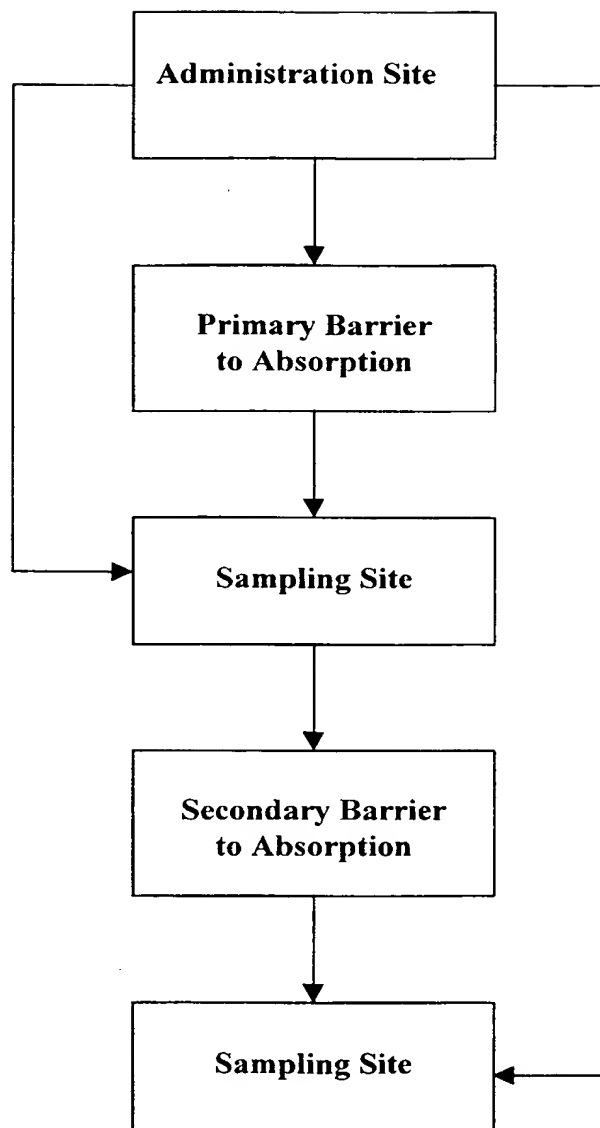 Administration Site
Primary Barrier
to Absorption
Sampling Site
Secondary Barrier
to Absorption
Sampling Site